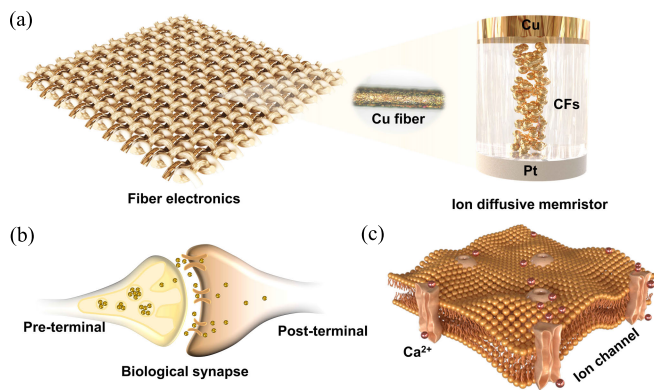 (a)
Cu
CFs
Cu fiber
Pt
Fiber electronics
Ion diffusive memristor
(b)
Pre-terminal
Post-terminal
Biological synapse
(c)
Ca²⁺
Ion channel